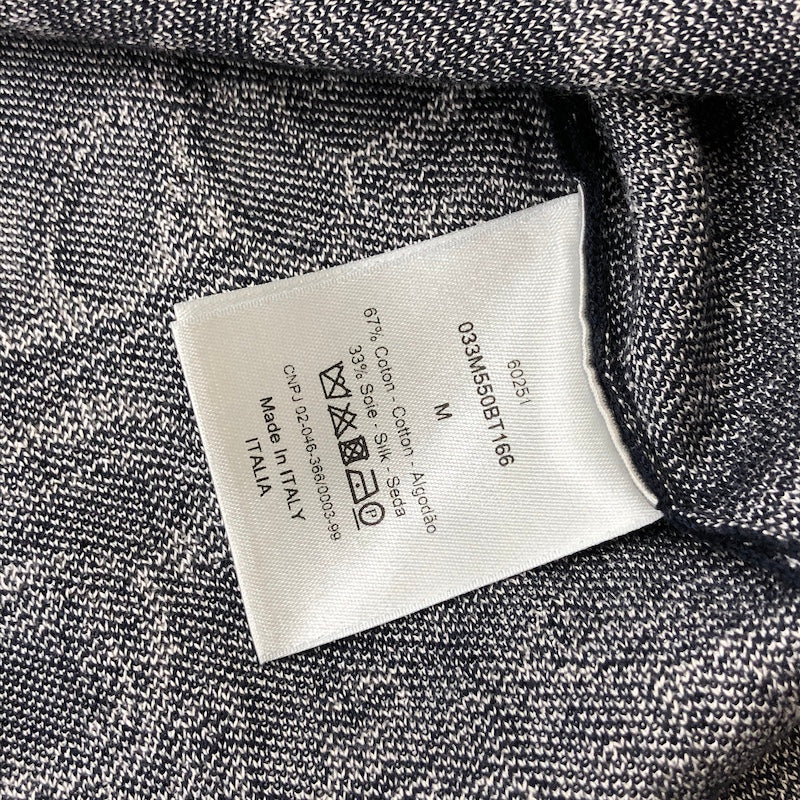 60251
033M550BT166
M
67% Coton - Cotton - Algodão
33% Soie - Silk - Seda
P
CNPJ 02-046-366/0003-99
Made In ITALY
ITALIA